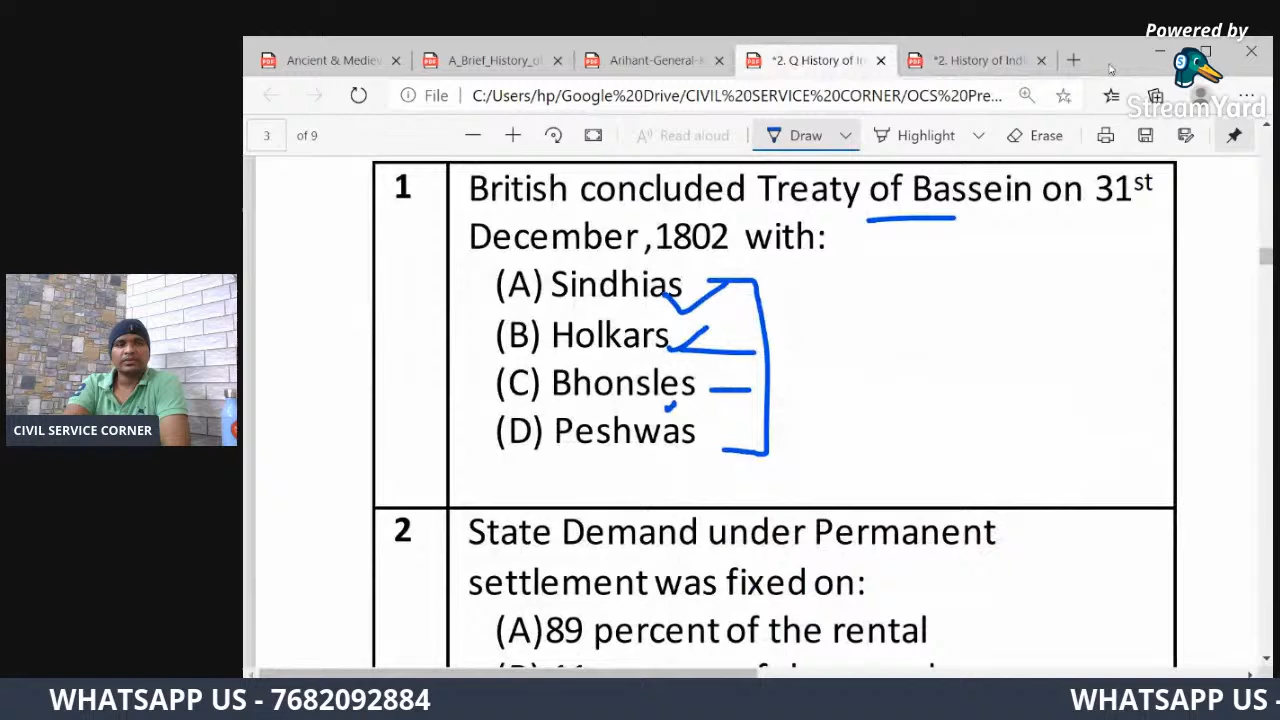 Powered by
StreamYard
Ancient & Mediev
A_Brief_History_of
Arihant-General-K
*2. Q History of In
*2. History of Indi
File
C:/Users/hp/Google%20Drive/CIVIL%20SERVICE%20CORNER/OCS%20Pre...
3 of 9
Read aloud
Draw
Highlight
Erase
1
British concluded Treaty of Bassein on 31st
December ,1802 with:
(A) Sindhias
(B) Holkars
(C) Bhonsles
(D) Peshwas
2
State Demand under Permanent
settlement was fixed on:
(A)89 percent of the rental
CIVIL SERVICE CORNER
WHATSAPP US - 7682092884
WHATSAPP US -